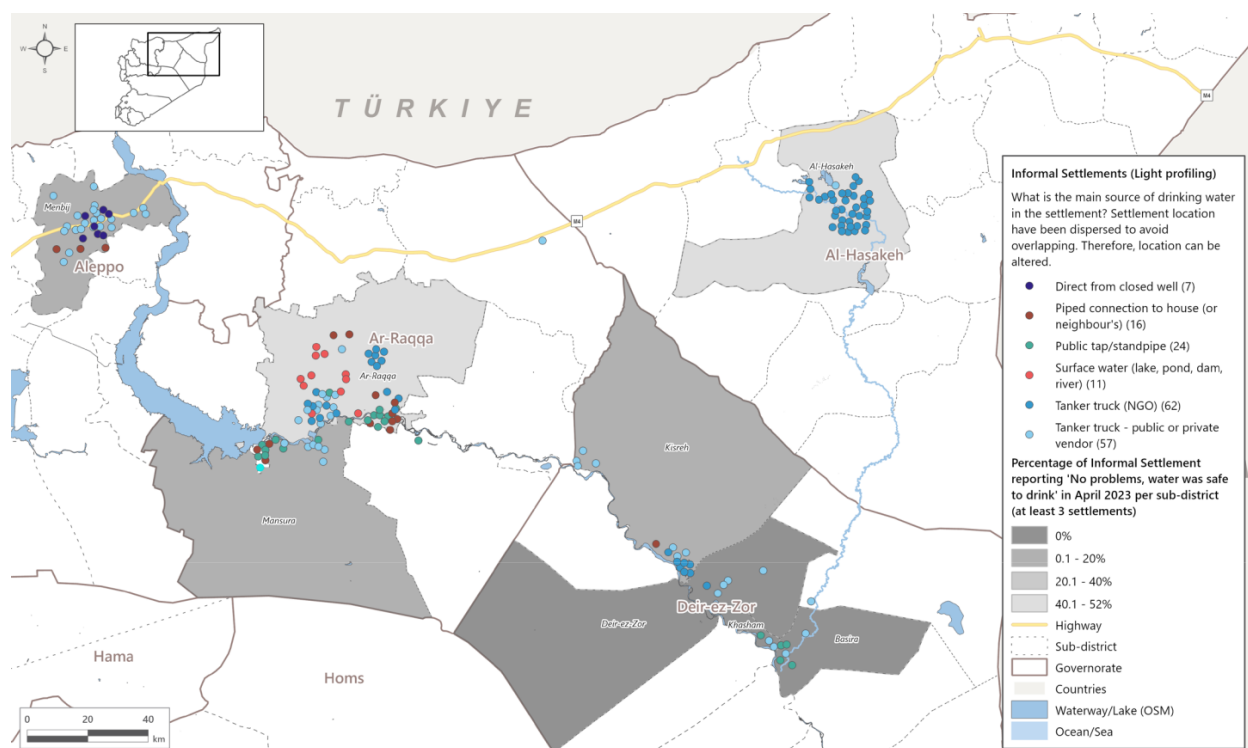 N
W E
S
TÜRKİYE
M4
Al-Hasakeh
Menbij
M4
Aleppo
Al-Hasakeh
Ar-Raqqa
Ar-Raqqa
Kisreh
Mansura
Deir-ez-Zor
Deir-ez-Zor
Khasham
Basira
Hama
Homs
0 20 40
km
Informal Settlements (Light profiling)
What is the main source of drinking water
in the settlement? Settlement location
have been dispersed to avoid
overlapping. Therefore, location can be
altered.
Direct from closed well (7)
Piped connection to house (or
neighbour's) (16)
Public tap/standpipe (24)
Surface water (lake, pond, dam,
river) (11)
Tanker truck (NGO) (62)
Tanker truck - public or private
vendor (57)
Percentage of Informal Settlement
reporting 'No problems, water was safe
to drink' in April 2023 per sub-district
(at least 3 settlements)
0%
0.1 - 20%
20.1 - 40%
40.1 - 52%
Highway
Sub-district
Governorate
Countries
Waterway/Lake (OSM)
Ocean/Sea